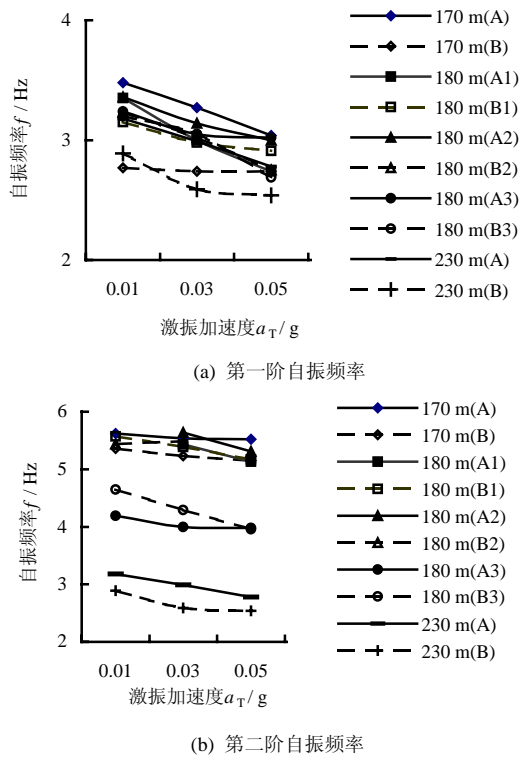 4
3
2
自振频率f / Hz
0.01
0.03
0.05
激振加速度aT / g
170 m(A)
170 m(B)
180 m(A1)
180 m(B1)
180 m(A2)
180 m(B2)
180 m(A3)
180 m(B3)
230 m(A)
230 m(B)
(a) 第一阶自振频率
6
5
4
3
2
自振频率f / Hz
0.01
0.03
0.05
激振加速度aT / g
170 m(A)
170 m(B)
180 m(A1)
180 m(B1)
180 m(A2)
180 m(B2)
180 m(A3)
180 m(B3)
230 m(A)
230 m(B)
(b) 第二阶自振频率